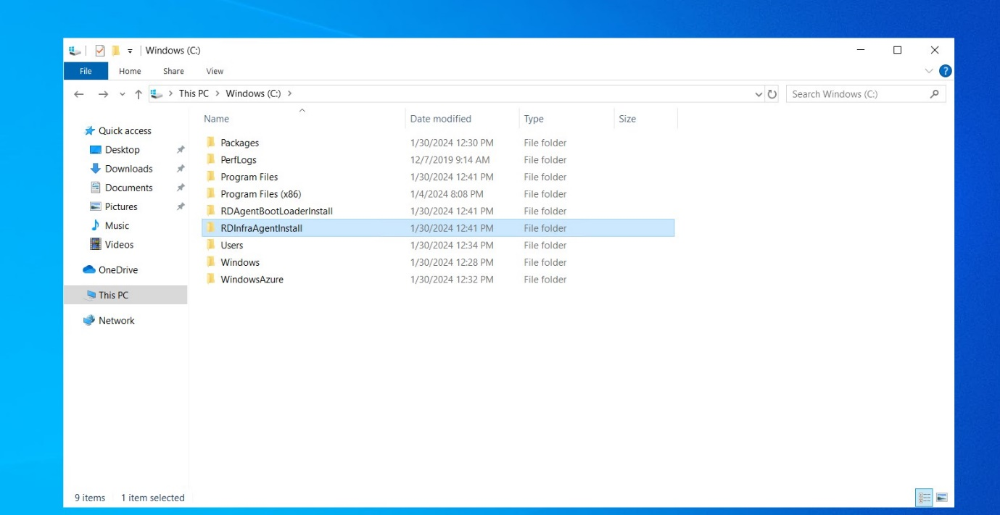 Windows (C:)
File Home Share View
?
This PC Windows (C:)
Search Windows (C:)
Name Date modified Type Size
Quick access
Desktop
Downloads
Documents
Pictures
Music
Videos
OneDrive
This PC
Network
Packages 1/30/2024 12:30 PM File folder
PerfLogs 12/7/2019 9:14 AM File folder
Program Files 1/30/2024 12:41 PM File folder
Program Files (x86) 1/4/2024 8:08 PM File folder
RDAgentBootLoaderInstall 1/30/2024 12:41 PM File folder
RDInfraAgentInstall 1/30/2024 12:41 PM File folder
Users 1/30/2024 12:34 PM File folder
Windows 1/30/2024 12:28 PM File folder
WindowsAzure 1/30/2024 12:32 PM File folder
9 items 1 item selected